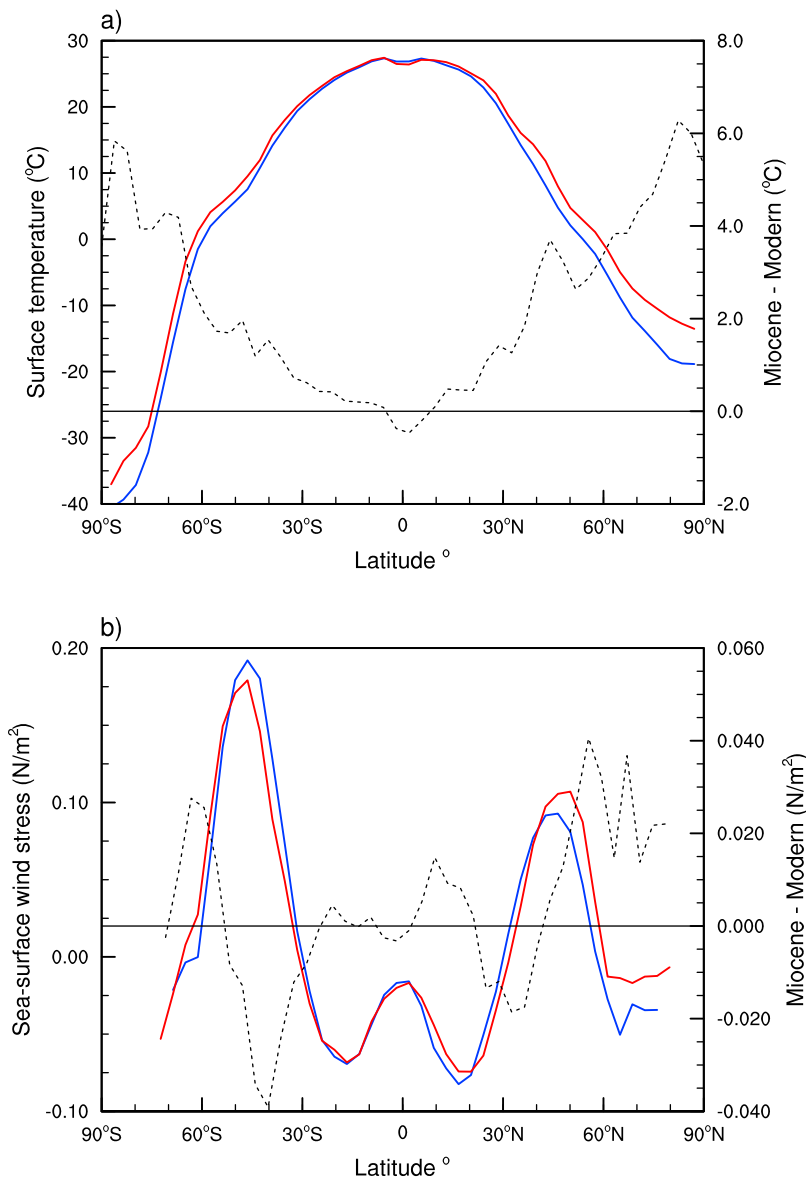 a)
30
20
10
0
-10
-20
-30
-40
Surface temperature (°C)
8.0
6.0
4.0
2.0
0.0
-2.0
Miocene - Modern (°C)
90°S 60°S 30°S 0 30°N 60°N 90°N
Latitude °
b)
0.20
0.10
0.00
-0.10
Sea-surface wind stress (N/m²)
0.060
0.040
0.020
0.000
-0.020
-0.040
Miocene - Modern (N/m²)
90°S 60°S 30°S 0 30°N 60°N 90°N
Latitude °